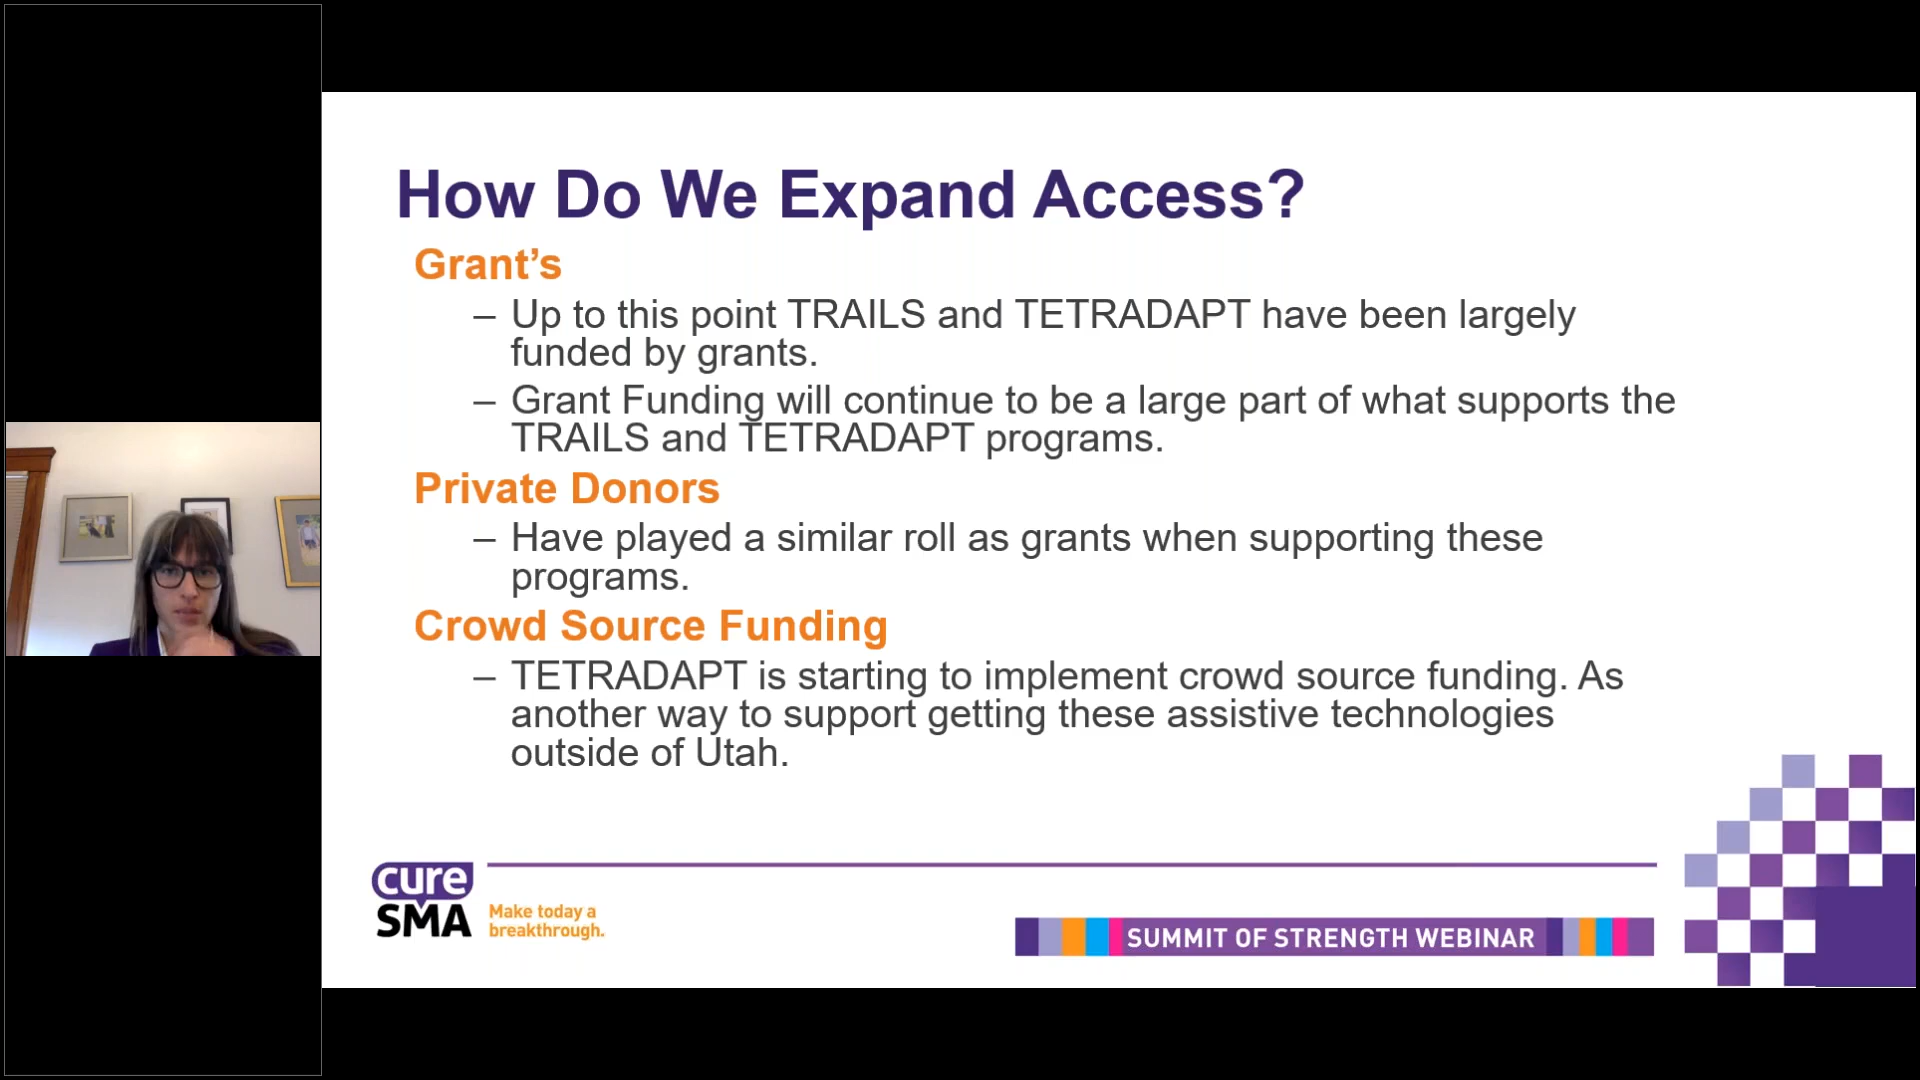 How Do We Expand Access?
Grant’s
– Up to this point TRAILS and TETRADAPT have been largely
funded by grants.
– Grant Funding will continue to be a large part of what supports the
TRAILS and TETRADAPT programs.
Private Donors
– Have played a similar roll as grants when supporting these
programs.
Crowd Source Funding
– TETRADAPT is starting to implement crowd source funding. As
another way to support getting these assistive technologies
outside of Utah.
cure
SMA
Make today a
breakthrough.
SUMMIT OF STRENGTH WEBINAR